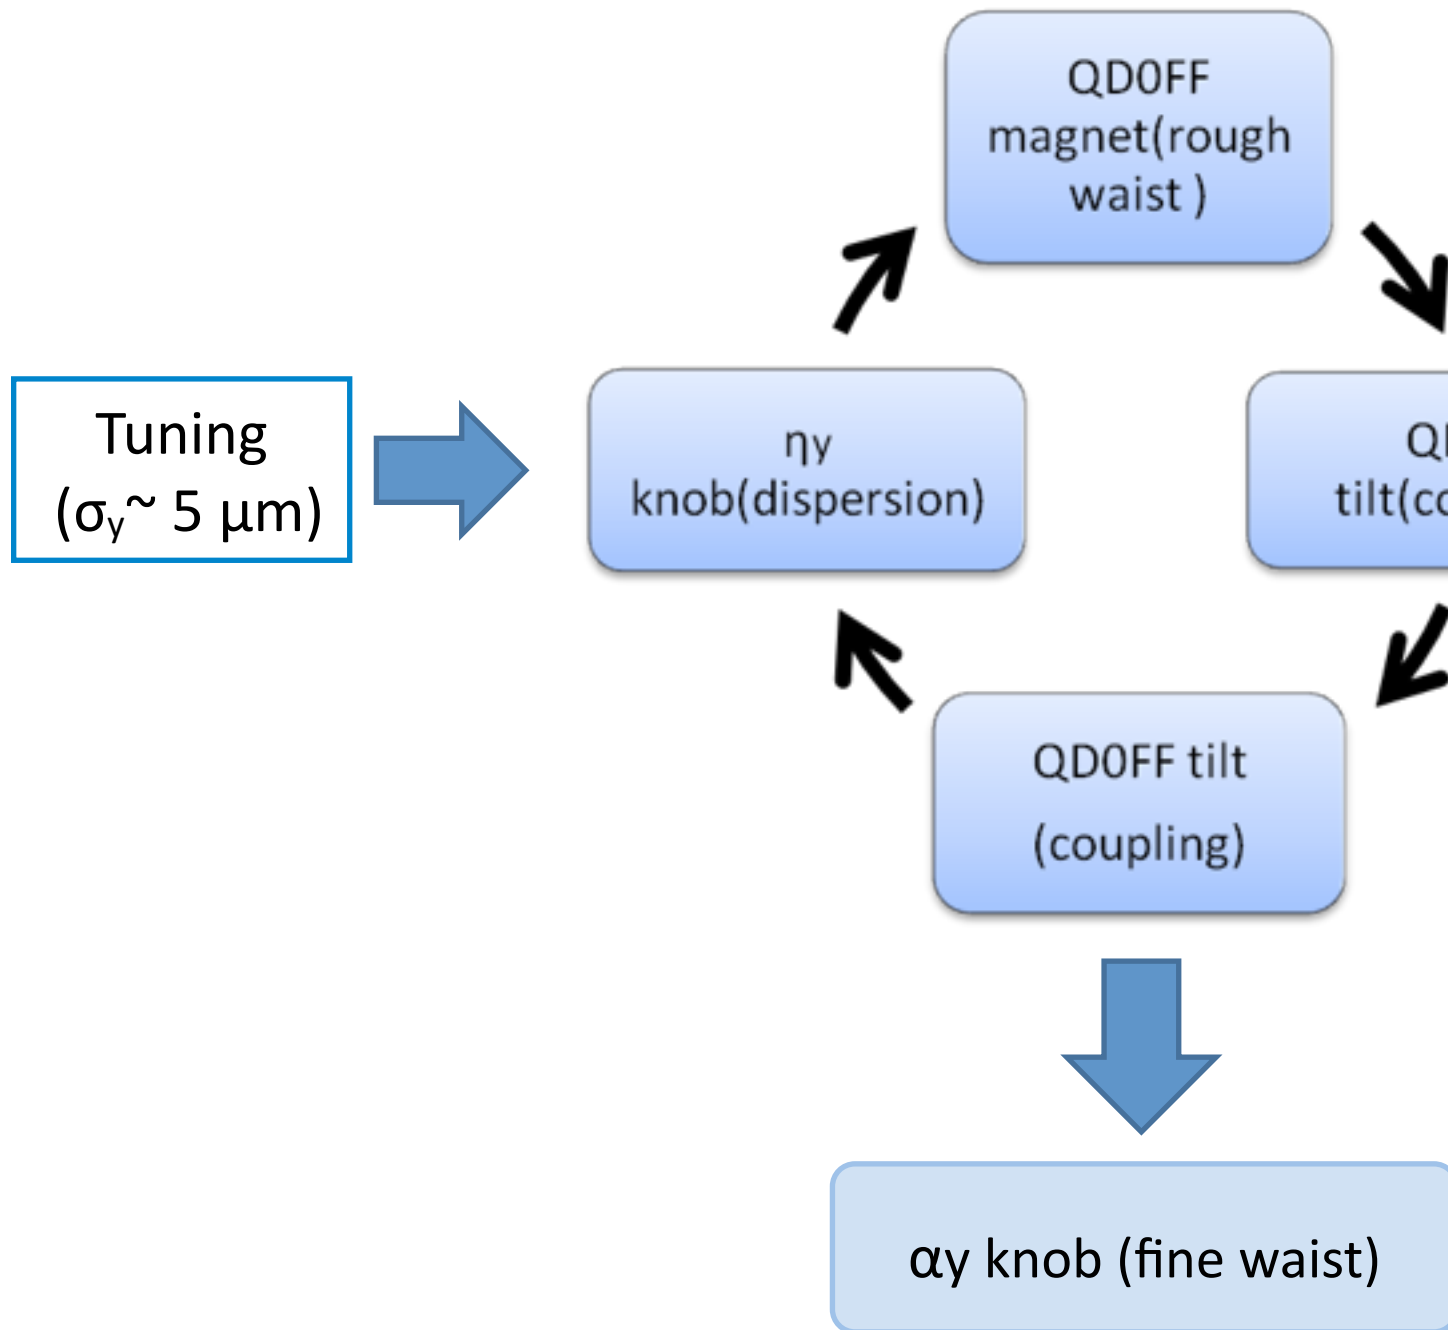 QD0FF
magnet(rough
waist )
Tuning
(σy~ 5 μm)
ηy
knob(dispersion)
QD0FF tilt
(coupling)
αy knob (fine waist)